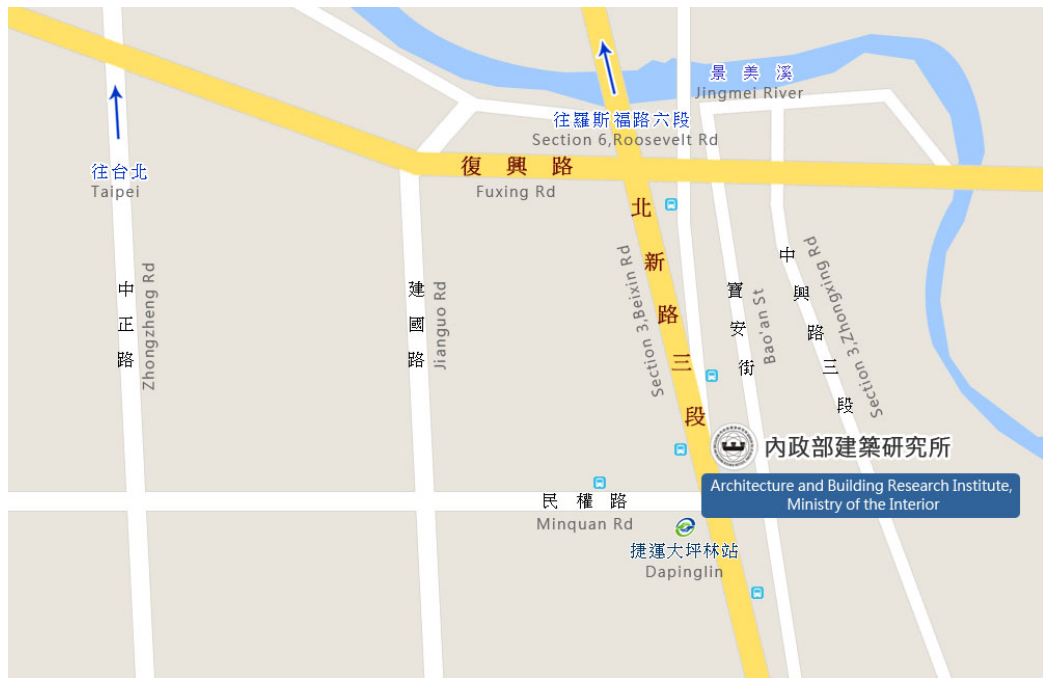 景 美 溪
Jingmei River
往羅斯福路六段
Section 6,Roosevelt Rd
往台北
Taipei
復 興 路
Fuxing Rd
北新路三段
Section 3,Beixin Rd
中正路
Zhongzheng Rd
建國路
Jianguo Rd
寶安街
Bao'an St
中興路三段
Section 3,Zhongxing Rd
內政部建築研究所
Architecture and Building Research Institute,
Ministry of the Interior
民 權 路
Minquan Rd
捷運大坪林站
Dapinglin